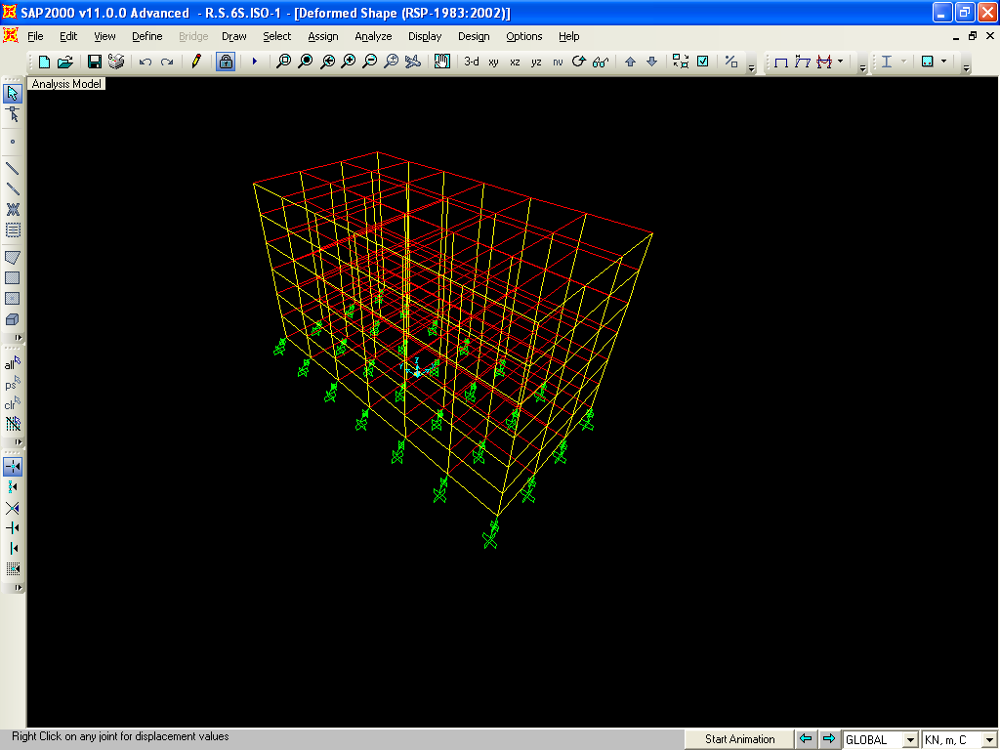 SAP2000 v11.0.0 Advanced - R.S.6S.ISO-1 - [Deformed Shape (RSP-1983:2002)]
File Edit View Define Bridge Draw Select Assign Analyze Display Design Options Help
3-d xy xz yz nv
Analysis Model
all
ps
clr
Z
Y
Right Click on any joint for displacement values
Start Animation
GLOBAL
KN, m, C